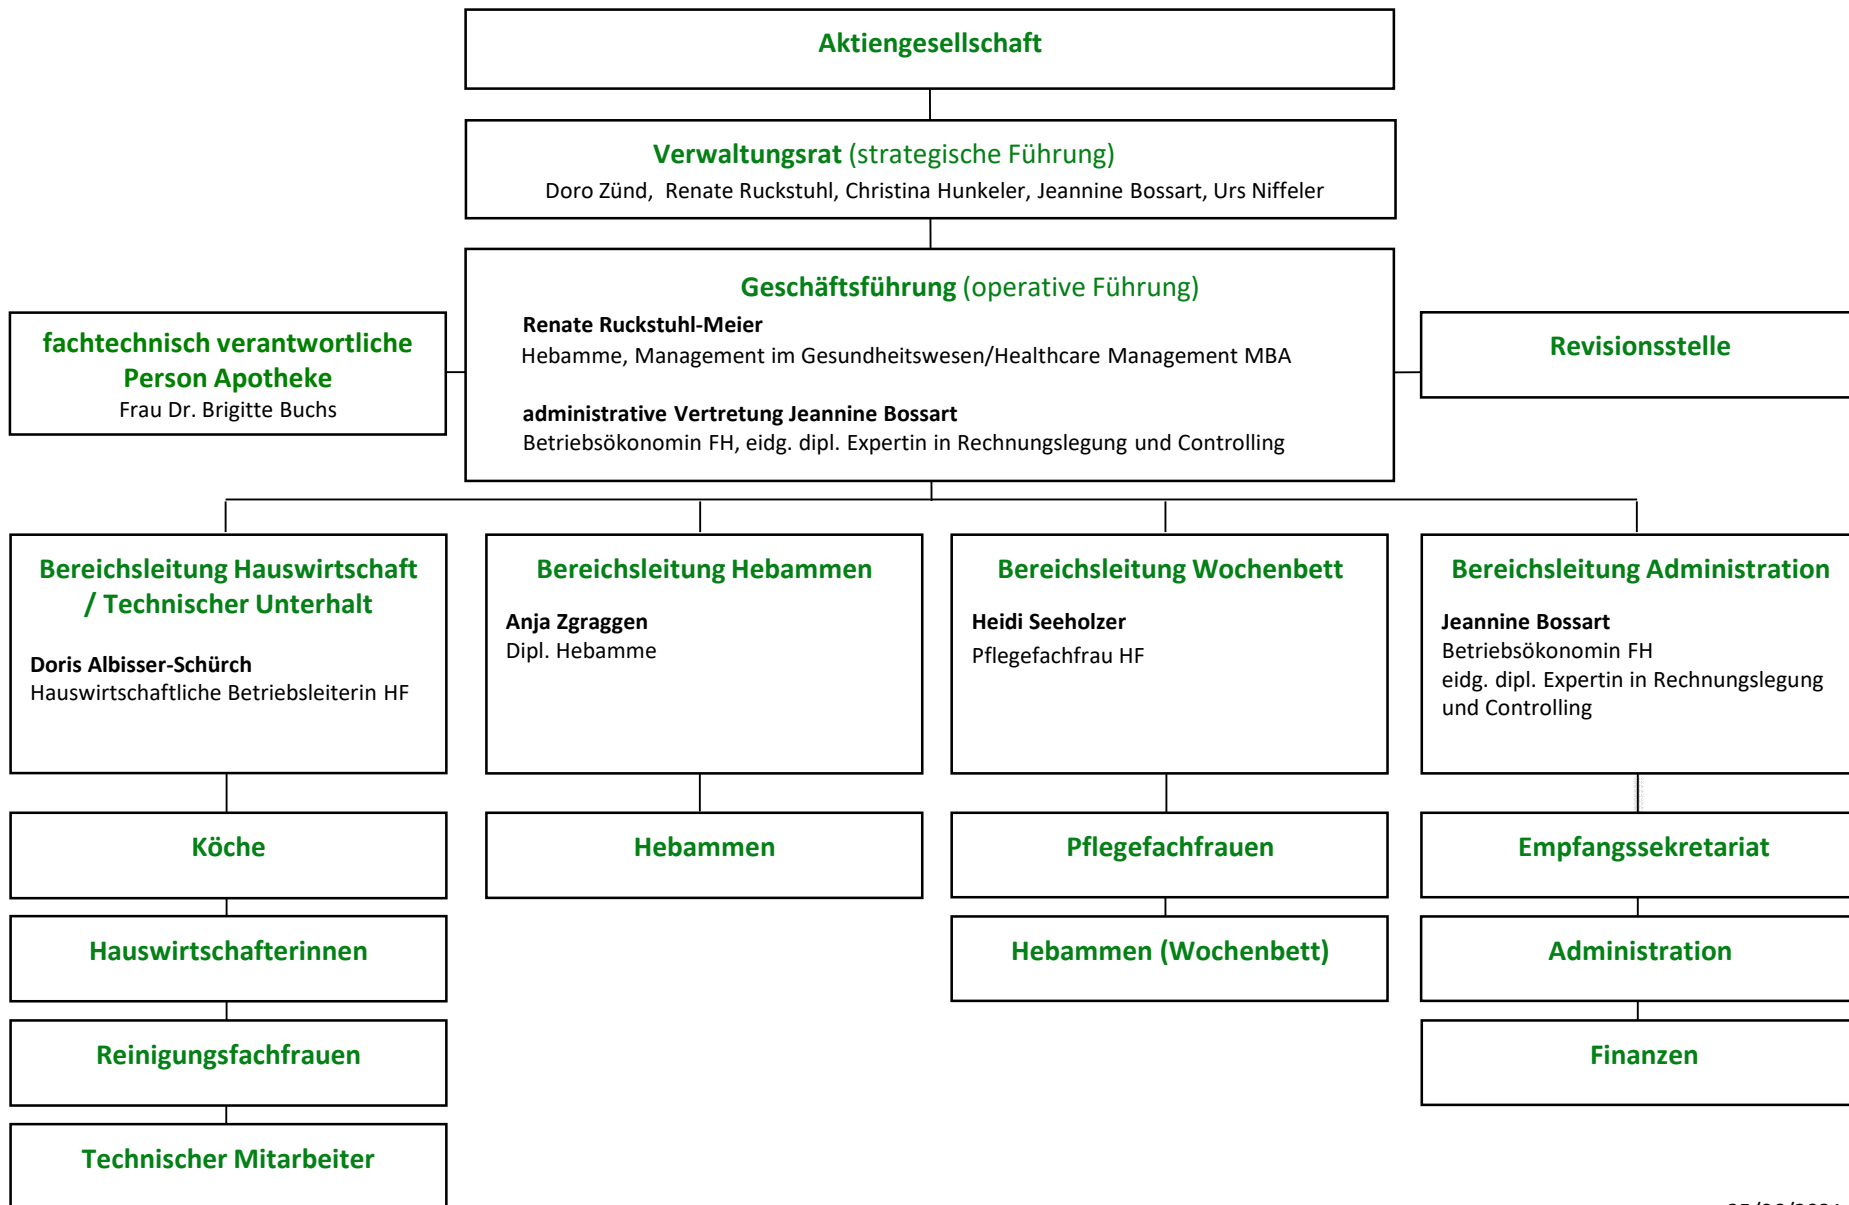 Aktiengesellschaft
Verwaltungsrat (strategische Führung)
Doro Zünd, Renate Ruckstuhl, Christina Hunkeler, Jeannine Bossart, Urs Niffeler
Geschäftsführung (operative Führung)
Renate Ruckstuhl-Meier
Hebamme, Management im Gesundheitswesen/Healthcare Management MBA
administrative Vertretung Jeannine Bossart
Betriebsökonomin FH, eidg. dipl. Expertin in Rechnungslegung und Controlling
fachtechnisch verantwortliche
Person Apotheke
Frau Dr. Brigitte Buchs
Revisionsstelle
Bereichsleitung Hauswirtschaft
/ Technischer Unterhalt
Doris Albisser-Schürch
Hauswirtschaftliche Betriebsleiterin HF
Bereichsleitung Hebammen
Anja Zgraggen
Dipl. Hebamme
Bereichsleitung Wochenbett
Heidi Seeholzer
Pflegefachfrau HF
Bereichsleitung Administration
Jeannine Bossart
Betriebsökonomin FH
eidg. dipl. Expertin in Rechnungslegung
und Controlling
Köche
Hebammen
Pflegefachfrauen
Empfangssekretariat
Hauswirtschafterinnen
Hebammen (Wochenbett)
Administration
Reinigungsfachfrauen
Finanzen
Technischer Mitarbeiter